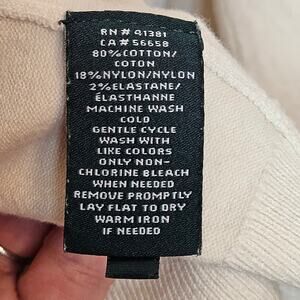 RN # 41381
CA # 56658
80% COTTON/
COTON
18% NYLON/NYLON
2% ELASTANE/
ÉLASTHANNE
MACHINE WASH
COLD
GENTLE CYCLE
WASH WITH
LIKE COLORS
ONLY NON-
CHLORINE BLEACH
WHEN NEEDED
REMOVE PROMPTLY
LAY FLAT TO DRY
WARM IRON
IF NEEDED